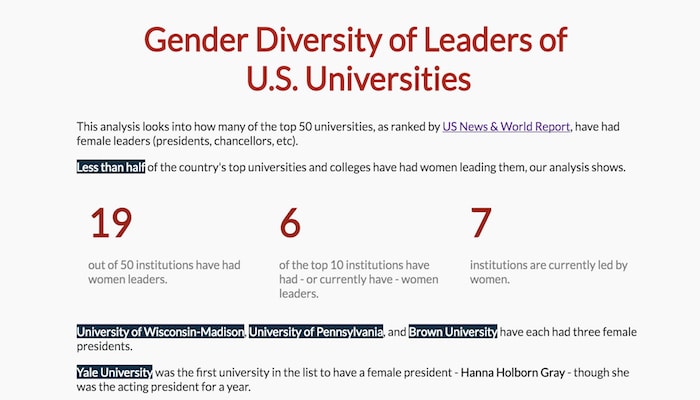 Gender Diversity of Leaders of
U.S. Universities
This analysis looks into how many of the top 50 universities, as ranked by US News & World Report, have had
female leaders (presidents, chancellors, etc).
Less than half of the country's top universities and colleges have had women leading them, our analysis shows.
19
out of 50 institutions have had
women leaders.
6
of the top 10 institutions have
had - or currently have - women
leaders.
7
institutions are currently led by
women.
University of Wisconsin-Madison, University of Pennsylvania, and Brown University have each had three female
presidents.
Yale University was the first university in the list to have a female president - Hanna Holborn Gray - though she
was the acting president for a year.